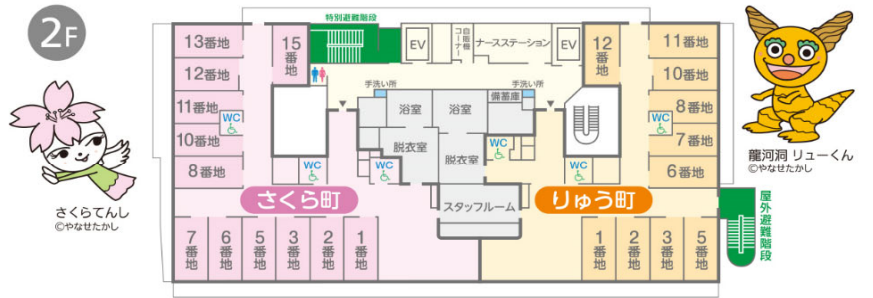 2F
特別避難階段
EV
自販機
コーナー
ナースステーション
EV
13番地
15番地
12番地
11番地
12番地
10番地
手洗い所
手洗い所
11番地
WC
浴室
浴室
備蓄庫
8番地
WC
10番地
脱衣室
脱衣室
WC
7番地
8番地
WC
WC
WC
6番地
さくら町
スタッフルーム
りゅう町
7番地
6番地
5番地
3番地
2番地
1番地
1番地
2番地
3番地
5番地
屋外避難階段
さくらてんし
©やなせたかし
龍河洞 リューくん
©やなせたかし